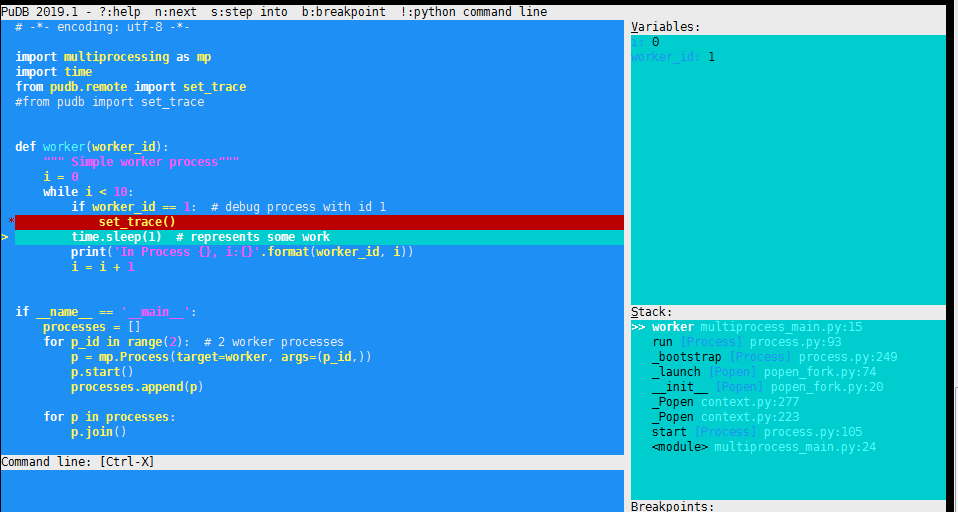 PuDB 2019.1 - ?:help  n:next  s:step into  b:breakpoint  !:python command line
# -*- encoding: utf-8 -*-
import multiprocessing as mp
import time
from pudb.remote import set_trace
#from pudb import set_trace
def worker(worker_id):
    """ Simple worker process"""
    i = 0
    while i < 10:
        if worker_id == 1:  # debug process with id 1
*            set_trace()
>        time.sleep(1)  # represents some work
        print('In Process {}, i:{}'.format(worker_id, i))
        i = i + 1
if __name__ == '__main__':
    processes = []
    for p_id in range(2):  # 2 worker processes
        p = mp.Process(target=worker, args=(p_id,))
        p.start()
        processes.append(p)
    for p in processes:
        p.join()
Command line: [Ctrl-X]
Variables:
i: 0
worker_id: 1
Stack:
>> worker multiprocess_main.py:15
run [Process] process.py:93
_bootstrap [Process] process.py:249
_launch [Popen] popen_fork.py:74
__init__ [Popen] popen_fork.py:20
_Popen context.py:277
_Popen context.py:223
start [Process] process.py:105
<module> multiprocess_main.py:24
Breakpoints: